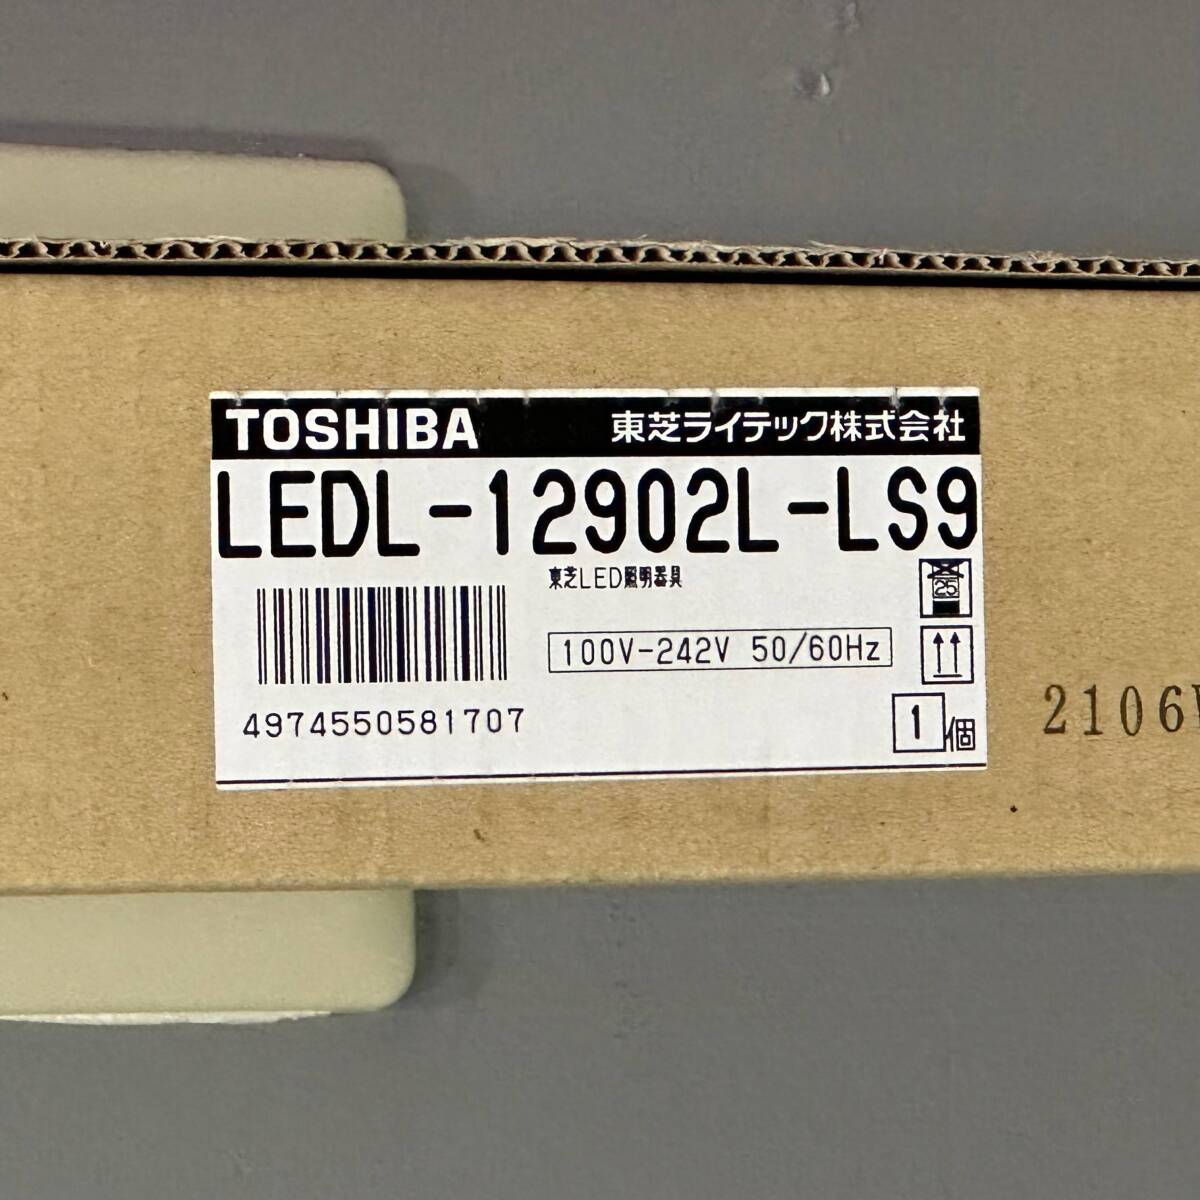 TOSHIBA 東芝ライテック株式会社
LEDL-12902L-LS9
東芝LED照明器具
25
100V-242V 50/60Hz
4974550581707
1個
2106